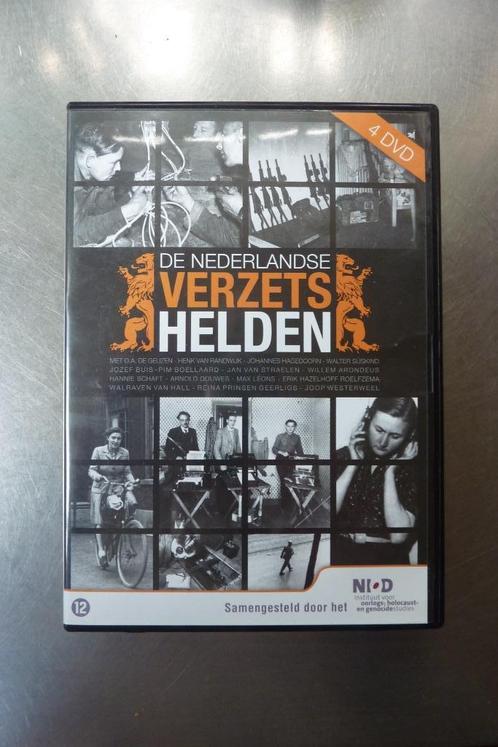 4 DVD
DE NEDERLANDSE
VERZETS
HELDEN
MET O.A. DE GEUZEN - HENK VAN RANDWIJK - JOHANNES HAGEDOORN - WALTER SÜSKIND
JOZEF BUIS - PIM BOELLAARD - JAN VAN STRAELEN - WILLEM ARONDEUS
HANNIE SCHAFT - ARNOLD DOUWES - MAX LÉONS - ERIK HAZELHOFF ROELFZEMA
WALRAVEN VAN HALL - REINA PRINSEN GEERLIGS - JOOP WESTERWEEL
12
Samengesteld door het
NIOD
instituut voor
oorlogs-, holocaust-
en genocidestudies